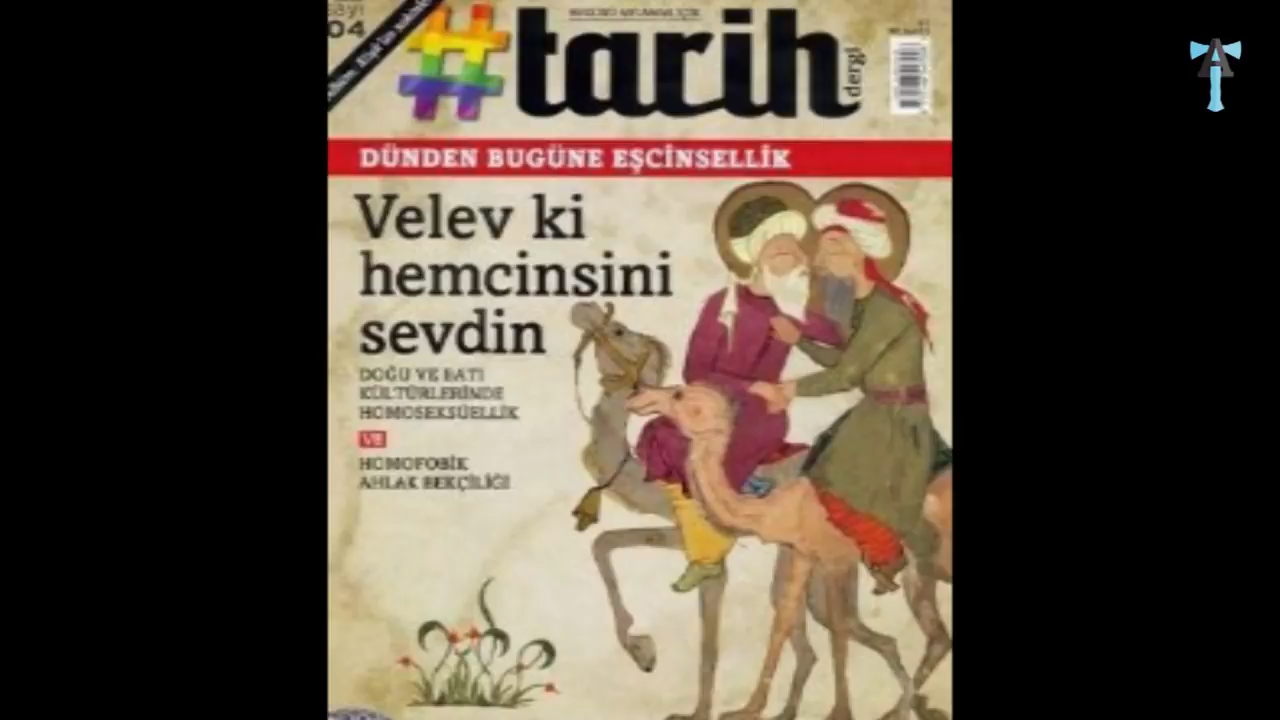 04
#tarih
dergi
DÜNDEN BUGÜNE EŞCİNSELLİK
Velev ki
hemcinsini
sevdin
DOĞU VE BATI
KÜLTÜRLERİNDE
HOMOSEKSÜELLİK
VE
HOMOFOBİK
AHLAK BEKÇİLİĞİ